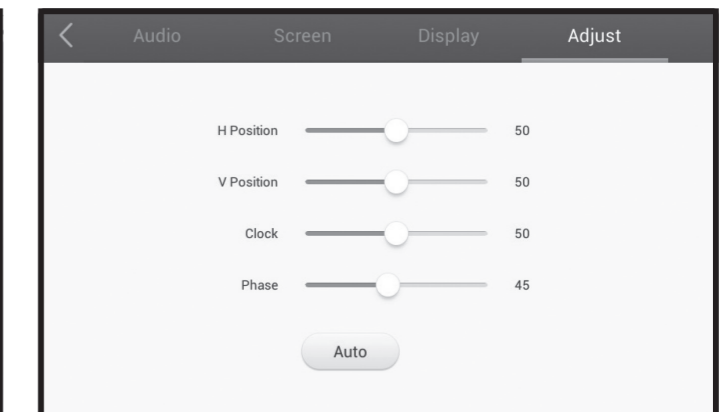 Audio Screen Display Adjust
H Position 50
V Position 50
Clock 50
Phase 45
Auto